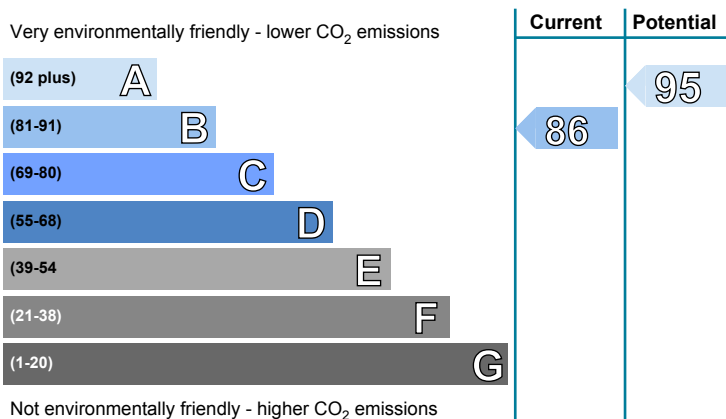 Current Potential
Very environmentally friendly - lower CO₂ emissions
(92 plus) A 95
(81-91) B 86
(69-80) C
(55-68) D
(39-54 E
(21-38) F
(1-20) G
Not environmentally friendly - higher CO₂ emissions